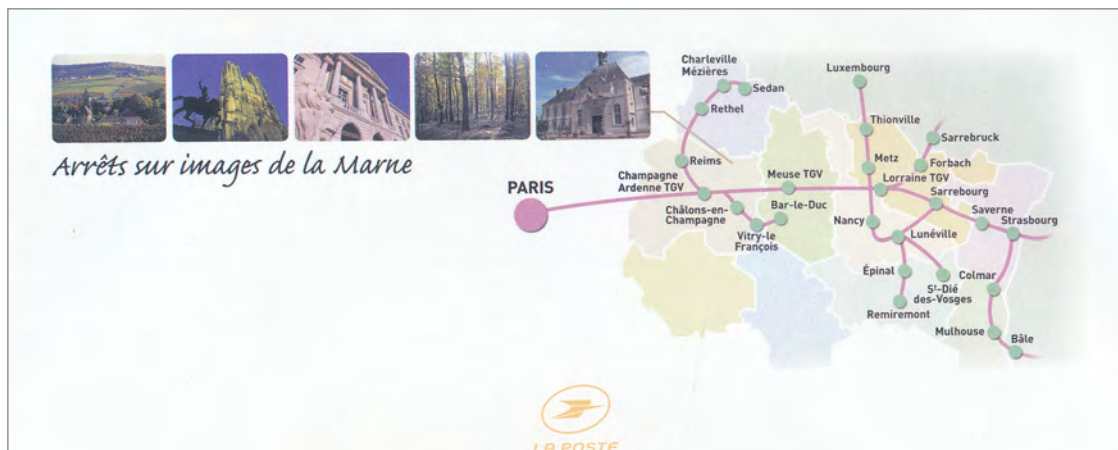 Arrêts sur images de la Marne
PARIS
Charleville
Mézières
Sedan
Rethel
Reims
Champagne
Ardenne TGV
Châlons-en-
Champagne
Vitry-le
François
Bar-le-Duc
Meuse TGV
Luxembourg
Thionville
Metz
Sarrebruck
Forbach
Lorraine TGV
Sarrebourg
Saverne
Strasbourg
Nancy
Lunéville
Épinal
St-Dié
des-Vosges
Remiremont
Colmar
Mulhouse
Bâle
LA POSTE